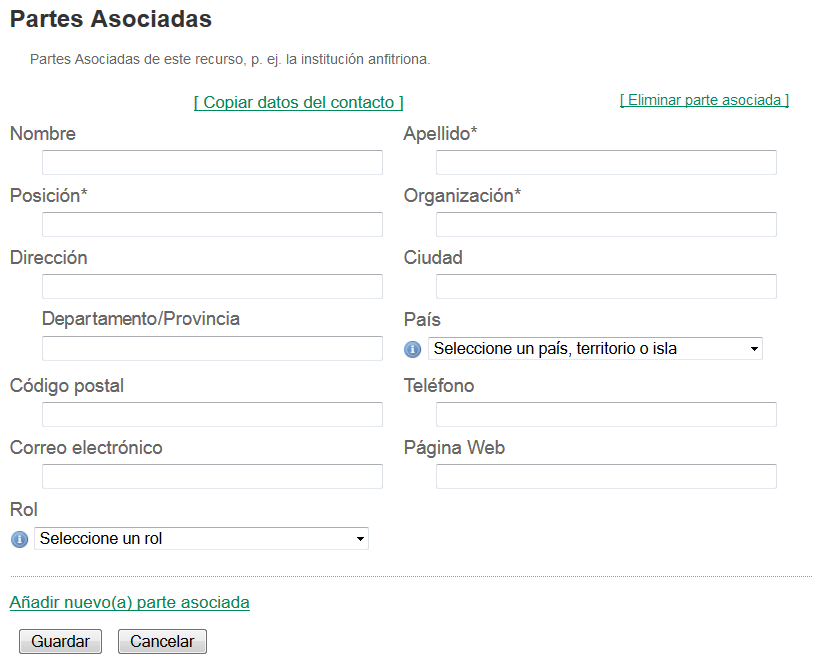 Partes Asociadas
Partes Asociadas de este recurso, p. ej. la institución anfitriona.
[ Copiar datos del contacto ]
[ Eliminar parte asociada ]
Nombre
Apellido*
Posición*
Organización*
Dirección
Ciudad
Departamento/Provincia
País
Seleccione un país, territorio o isla
Código postal
Teléfono
Correo electrónico
Página Web
Rol
Seleccione un rol
Añadir nuevo(a) parte asociada
Guardar
Cancelar